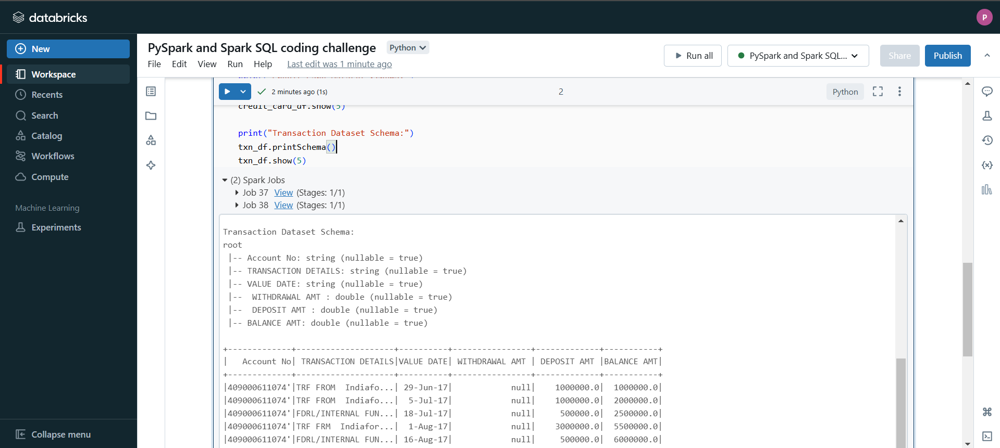 databricks
P
New
Workspace
Recents
Search
Catalog
Workflows
Compute
Machine Learning
Experiments
Collapse menu
PySpark and Spark SQL coding challenge
Python
File Edit View Run Help Last edit was 1 minute ago
Run all
PySpark and Spark SQL...
Share
Publish
2 minutes ago (1s)
2
Python
credit_card_df.show(5)
print("Transaction Dataset Schema:")
txn_df.printSchema()
txn_df.show(5)
(2) Spark Jobs
Job 37 View (Stages: 1/1)
Job 38 View (Stages: 1/1)
Transaction Dataset Schema:
root
|-- Account No: string (nullable = true)
|-- TRANSACTION DETAILS: string (nullable = true)
|-- VALUE DATE: string (nullable = true)
|--  WITHDRAWAL AMT : double (nullable = true)
|--  DEPOSIT AMT : double (nullable = true)
|-- BALANCE AMT: double (nullable = true)
+-------------+--------------------+----------+----------------+-------------+-----------+
|   Account No| TRANSACTION DETAILS|VALUE DATE| WITHDRAWAL AMT | DEPOSIT AMT |BALANCE AMT|
+-------------+--------------------+----------+----------------+-------------+-----------+
|409000611074'|TRF FROM  Indiafo...| 29-Jun-17|            null|    1000000.0|  1000000.0|
|409000611074'|TRF FROM  Indiafo...|  5-Jul-17|            null|    1000000.0|  2000000.0|
|409000611074'|FDRL/INTERNAL FUN...| 18-Jul-17|            null|     500000.0|  2500000.0|
|409000611074'|TRF FRM  Indiafor...|  1-Aug-17|            null|    3000000.0|  5500000.0|
|409000611074'|FDRL/INTERNAL FUN...| 16-Aug-17|            null|     500000.0|  6000000.0|